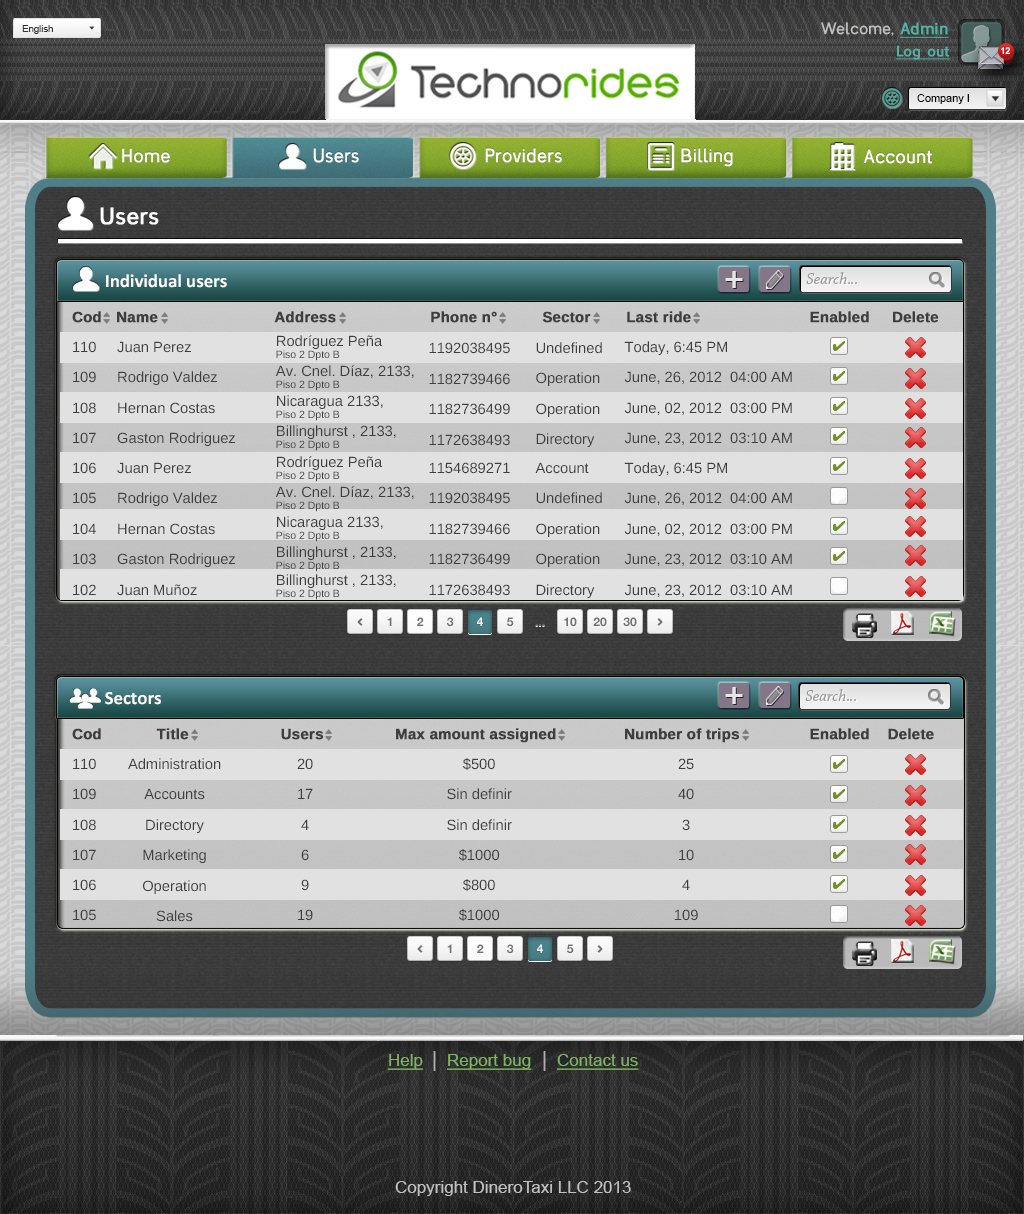 English
Welcome, Admin
Log out
12
Technorides
Company I
Home Users Providers Billing Account
Users
Individual users Search...
Cod Name Address Phone n° Sector Last ride Enabled Delete
110 Juan Perez Rodríguez Peña 1192038495 Undefined Today, 6:45 PM
Piso 2 Dpto B
109 Rodrigo Valdez Av. Cnel. Díaz, 2133, 1182739466 Operation June, 26, 2012 04:00 AM
Piso 2 Dpto B
108 Hernan Costas Nicaragua 2133, 1182736499 Operation June, 02, 2012 03:00 PM
Piso 2 Dpto B
107 Gaston Rodriguez Billinghurst , 2133, 1172638493 Directory June, 23, 2012 03:10 AM
Piso 2 Dpto B
106 Juan Perez Rodríguez Peña 1154689271 Account Today, 6:45 PM
Piso 2 Dpto B
105 Rodrigo Valdez Av. Cnel. Díaz, 2133, 1192038495 Undefined June, 26, 2012 04:00 AM
Piso 2 Dpto B
104 Hernan Costas Nicaragua 2133, 1182739466 Operation June, 02, 2012 03:00 PM
Piso 2 Dpto B
103 Gaston Rodriguez Billinghurst , 2133, 1182736499 Operation June, 23, 2012 03:10 AM
Piso 2 Dpto B
102 Juan Muñoz Billinghurst , 2133, 1172638493 Directory June, 23, 2012 03:10 AM
Piso 2 Dpto B
‹ 1 2 3 4 5 ... 10 20 30 ›
Sectors Search...
Cod Title Users Max amount assigned Number of trips Enabled Delete
110 Administration 20 $500 25
109 Accounts 17 Sin definir 40
108 Directory 4 Sin definir 3
107 Marketing 6 $1000 10
106 Operation 9 $800 4
105 Sales 19 $1000 109
‹ 1 2 3 4 5 ›
Help | Report bug | Contact us
Copyright DineroTaxi LLC 2013